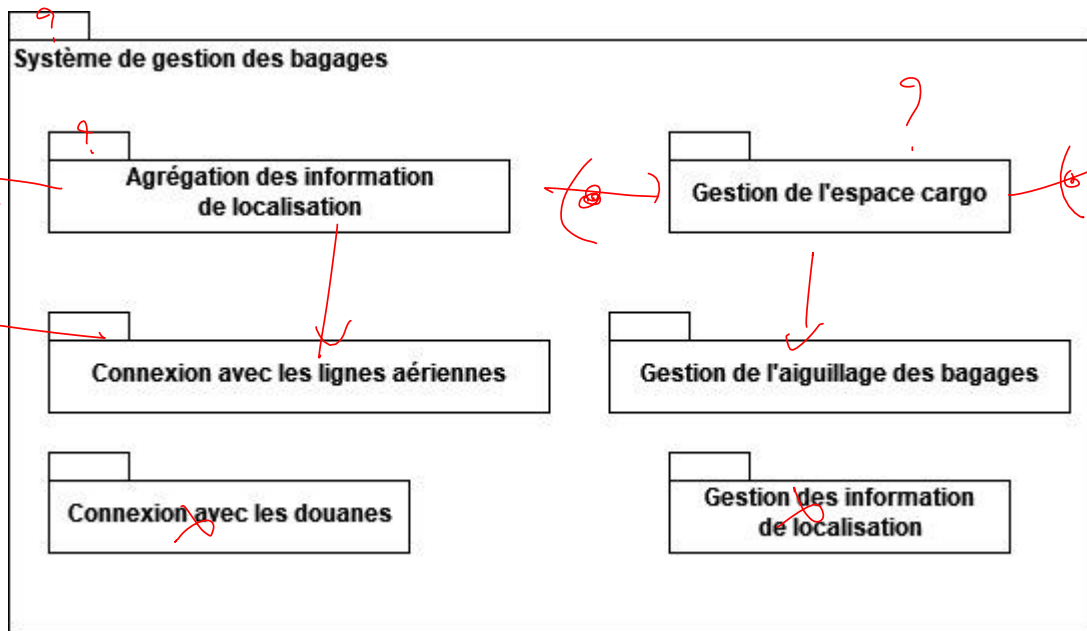 ?
Système de gestion des bagages
?
?
Agrégation des information
de localisation
Gestion de l'espace cargo
Connexion avec les lignes aériennes
Gestion de l'aiguillage des bagages
Connexion avec les douanes
Gestion des information
de localisation